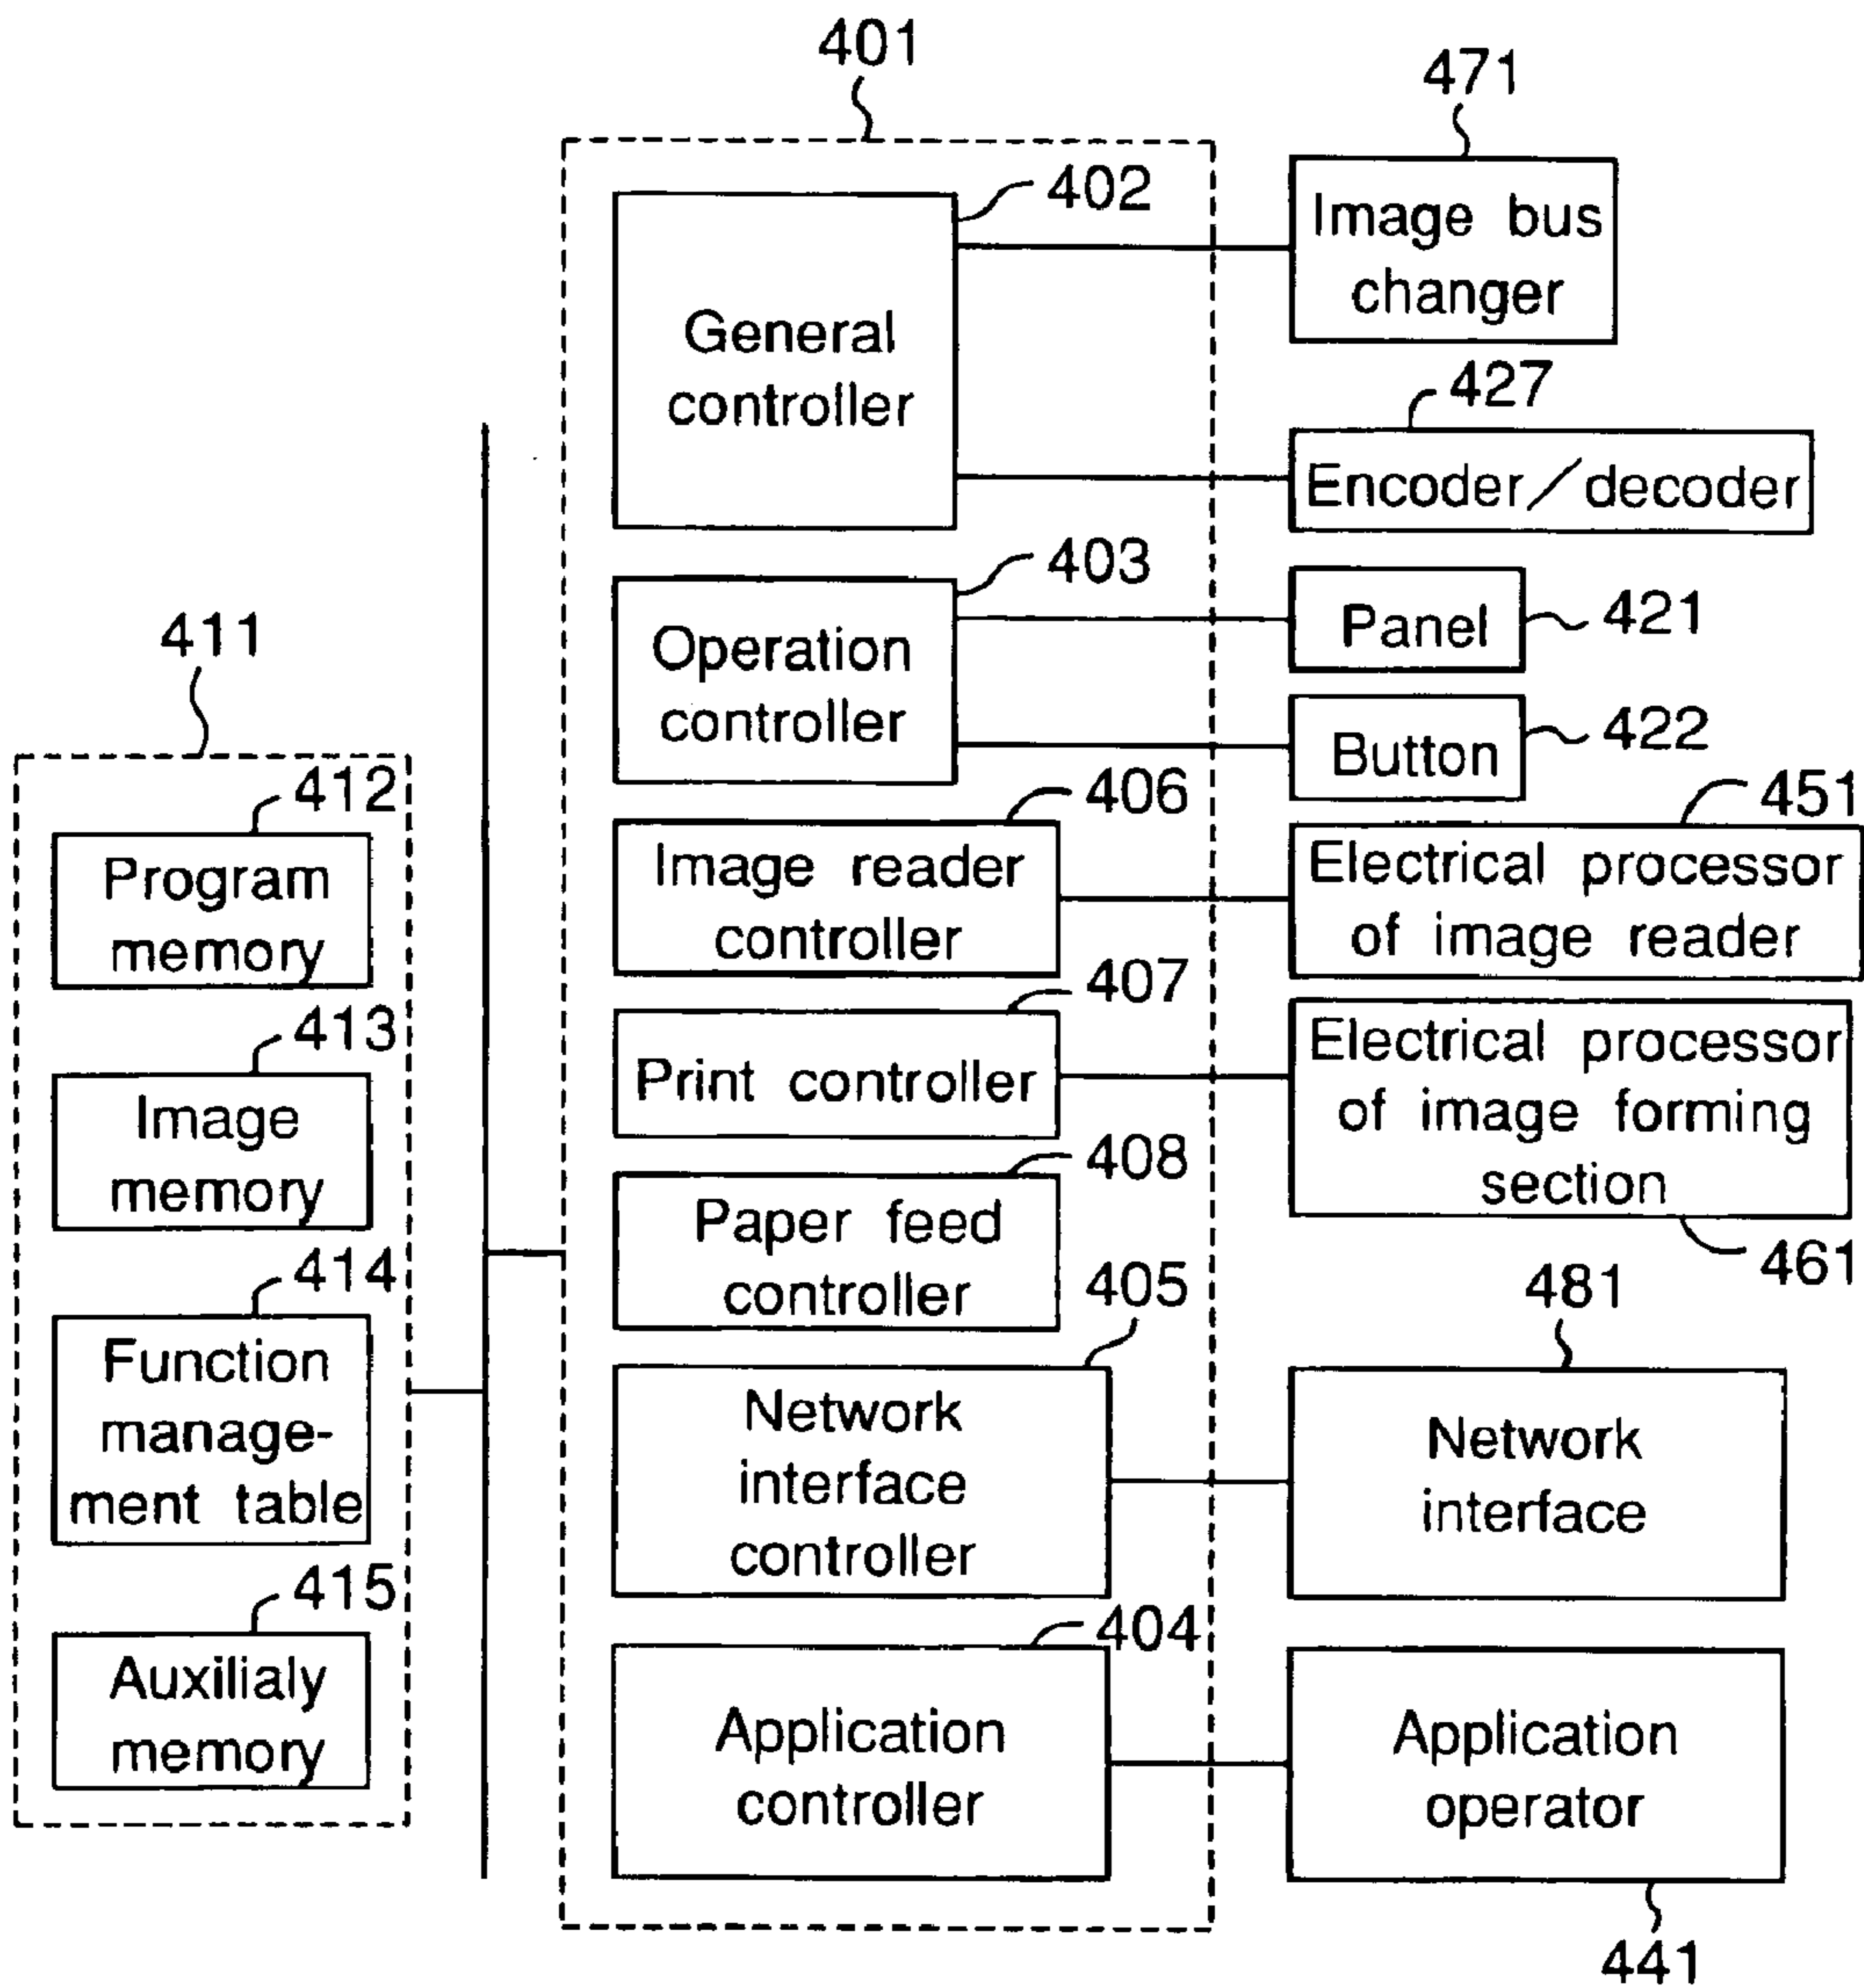 401
471
402
Image bus
changer
General
controller
427
Encoder/decoder
403
Operation
controller
Panel
421
Button
422
411
412
Program
memory
413
Image
memory
414
Function
manage-
ment table
415
Auxilialy
memory
406
Image reader
controller
451
Electrical processor
of image reader
407
Print controller
Electrical processor
of image forming
section
461
408
Paper feed
controller
405
Network
interface
controller
481
Network
interface
404
Application
controller
Application
operator
441